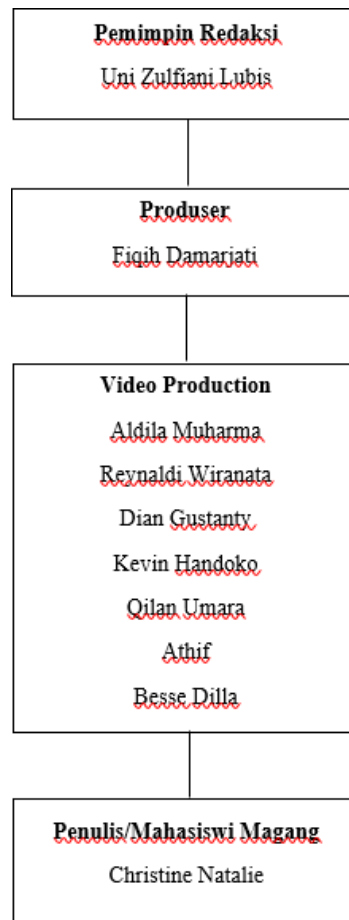 Pemimpin Redaksi
Uni Zulfiani Lubis
Produser
Fiqih Damarjati
Video Production
Aldila Muharma
Reynaldi Wiranata
Dian Gustanty
Kevin Handoko
Qilan Umara
Athif
Besse Dilla
Penulis/Mahasiswi Magang
Christine Natalie